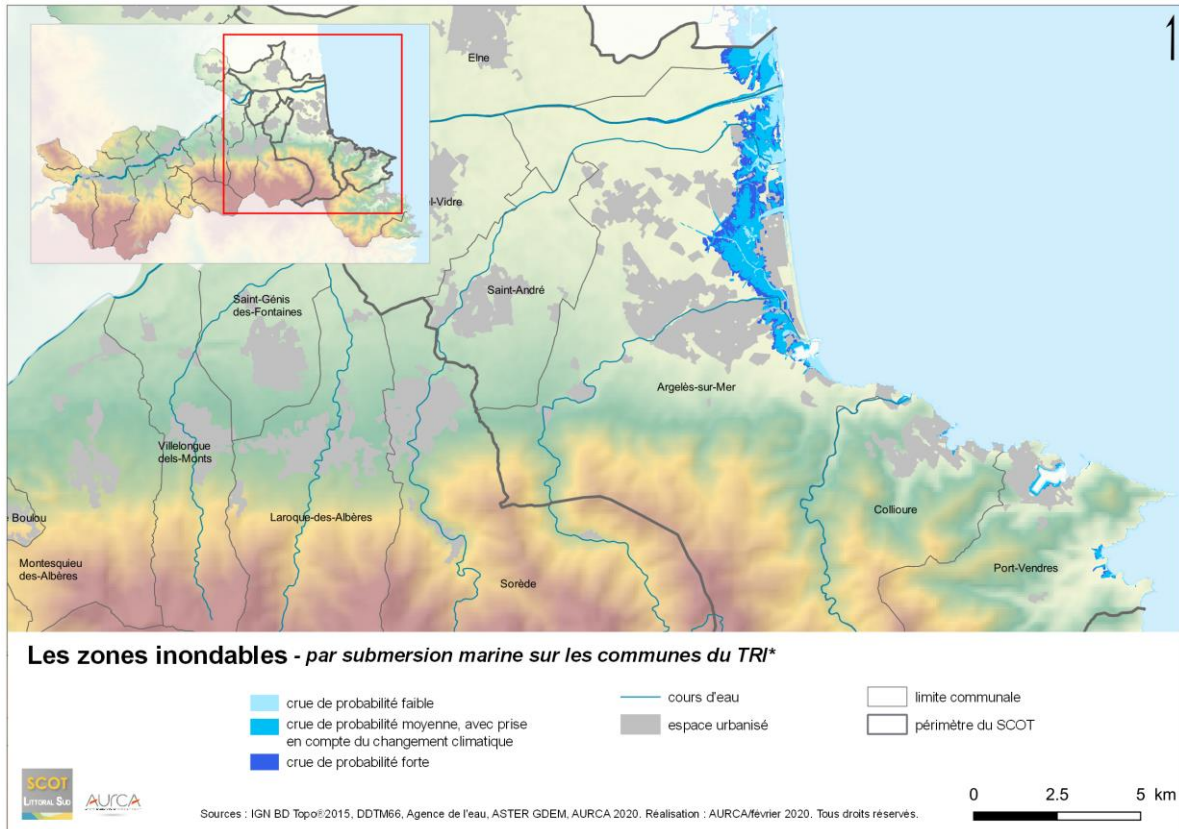 Elne
el-Vidre
Saint-Génis
des-Fontaines
Saint-André
Argelès-sur-Mer
Villelongue
dels-Monts
Boulou
Laroque-des-Albères
Collioure
Montesquieu
des-Albères
Sorède
Port-Vendres
Les zones inondables - par submersion marine sur les communes du TRI*
crue de probabilité faible
crue de probabilité moyenne, avec prise
en compte du changement climatique
crue de probabilité forte
cours d'eau
espace urbanisé
limite communale
périmètre du SCOT
SCOT
LITTORAL SUD
AURCA
Sources : IGN BD Topo®2015, DDTM66, Agence de l'eau, ASTER GDEM, AURCA 2020. Réalisation : AURCA/février 2020. Tous droits réservés.
0 2.5 5 km